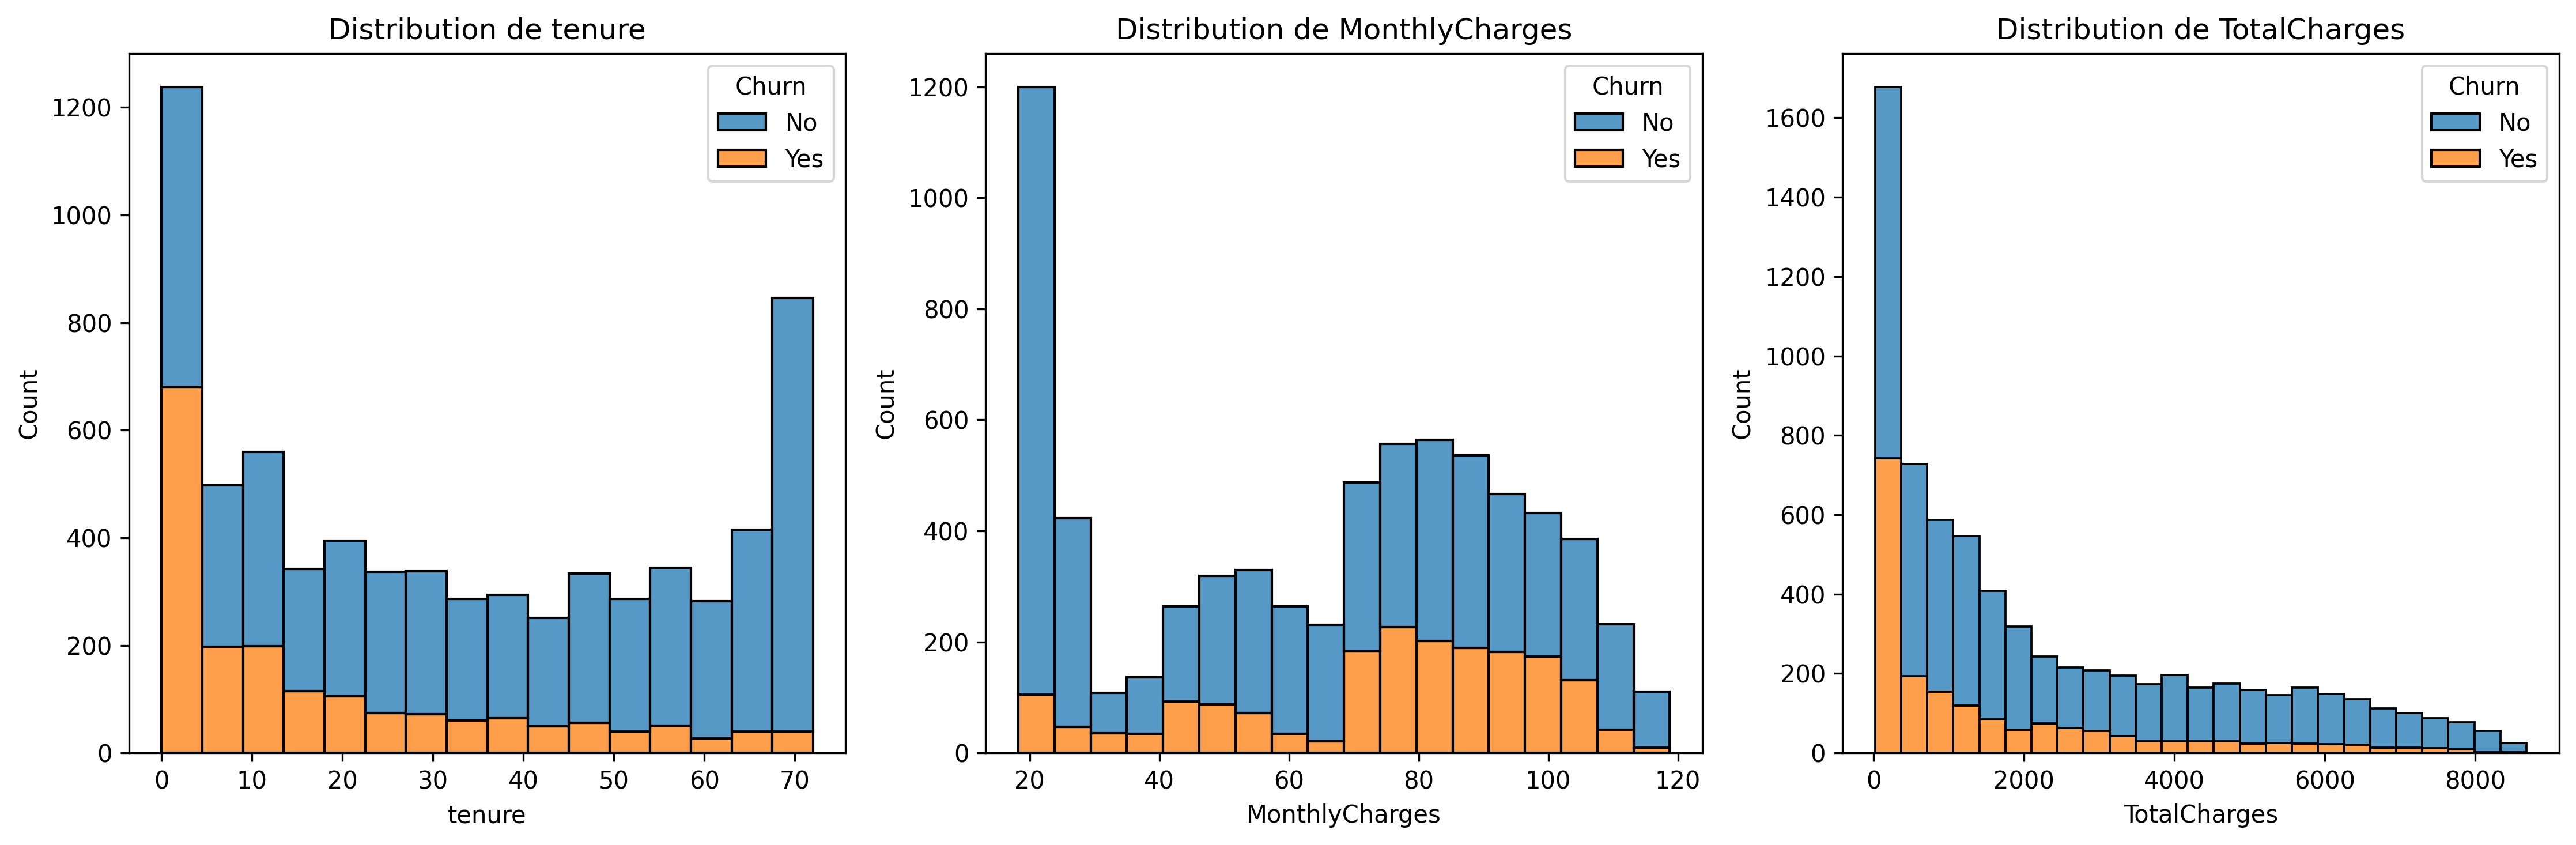 Distribution de tenure
Churn
No
Yes
1200
1000
800
600
400
200
0
Count
0 10 20 30 40 50 60 70
tenure
Distribution de MonthlyCharges
Churn
No
Yes
1200
1000
800
600
400
200
0
Count
20 40 60 80 100 120
MonthlyCharges
Distribution de TotalCharges
Churn
No
Yes
1600
1400
1200
1000
800
600
400
200
0
Count
0 2000 4000 6000 8000
TotalCharges